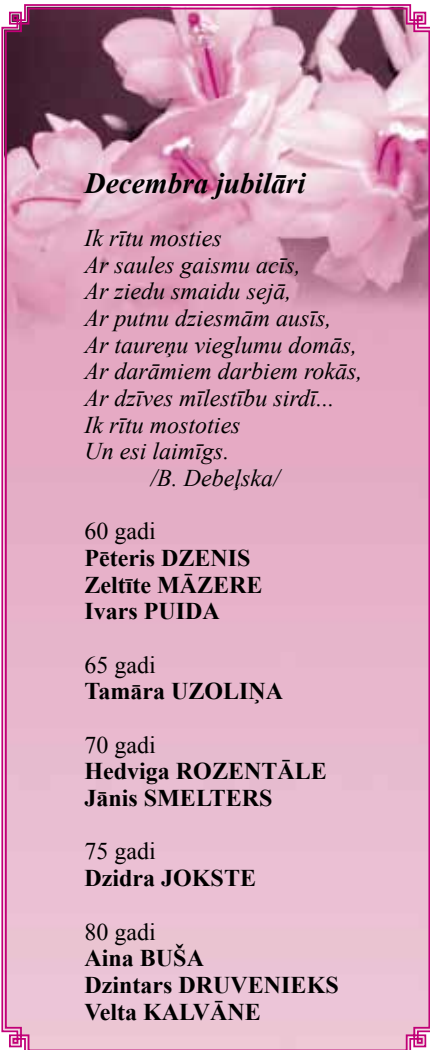 Decembra jubilāri
Ik rītu mosties
Ar saules gaismu acīs,
Ar ziedu smaidu sejā,
Ar putnu dziesmām ausīs,
Ar taureņu vieglumu domās,
Ar darāmiem darbiem rokās,
Ar dzīves mīlestību sirdī...
Ik rītu mostoties
Un esi laimīgs.
/B. Debeļska/
60 gadi
Pēteris DZENIS
Zeltīte MĀZERE
Ivars PUIDA
65 gadi
Tamāra UZOLIŅA
70 gadi
Hedviga ROZENTĀLE
Jānis SMELTERS
75 gadi
Dzidra JOKSTE
80 gadi
Aina BUŠA
Dzintars DRUVENIEKS
Velta KALVĀNE